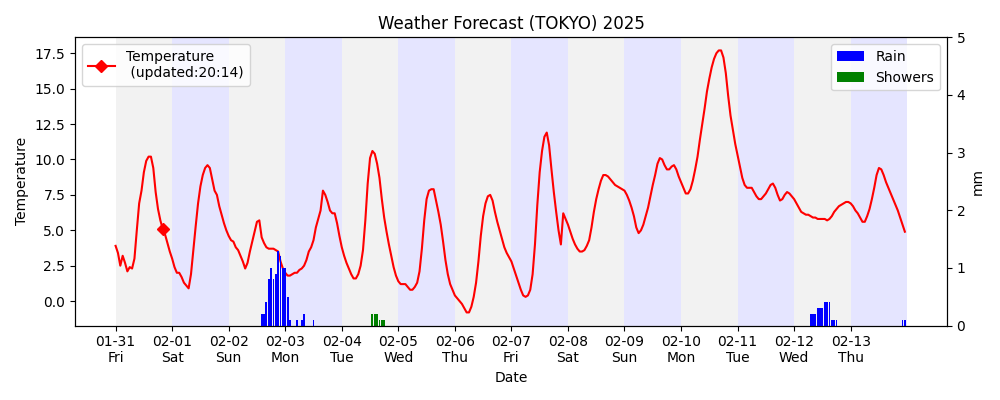 Weather Forecast (TOKYO) 2025
Temperature
(updated:20:14)
Rain
Showers
17.5
15.0
12.5
10.0
7.5
5.0
2.5
0.0
Temperature
5
4
3
2
1
0
mm
01-31 02-01 02-02 02-03 02-04 02-05 02-06 02-07 02-08 02-09 02-10 02-11 02-12 02-13
Fri Sat Sun Mon Tue Wed Thu Fri Sat Sun Mon Tue Wed Thu
Date